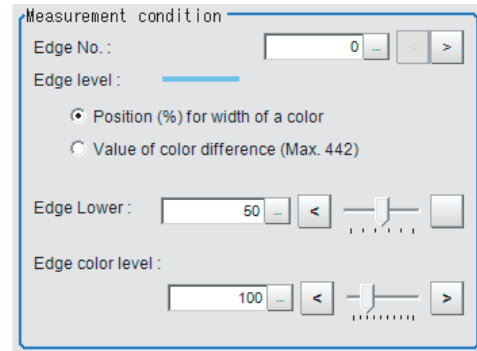 Measurement condition
Edge No. : 0 ... < >
Edge level :
Position (%) for width of a color
Value of color difference (Max. 442)
Edge Lower : 50 ... <
Edge color level :
100 ... < >